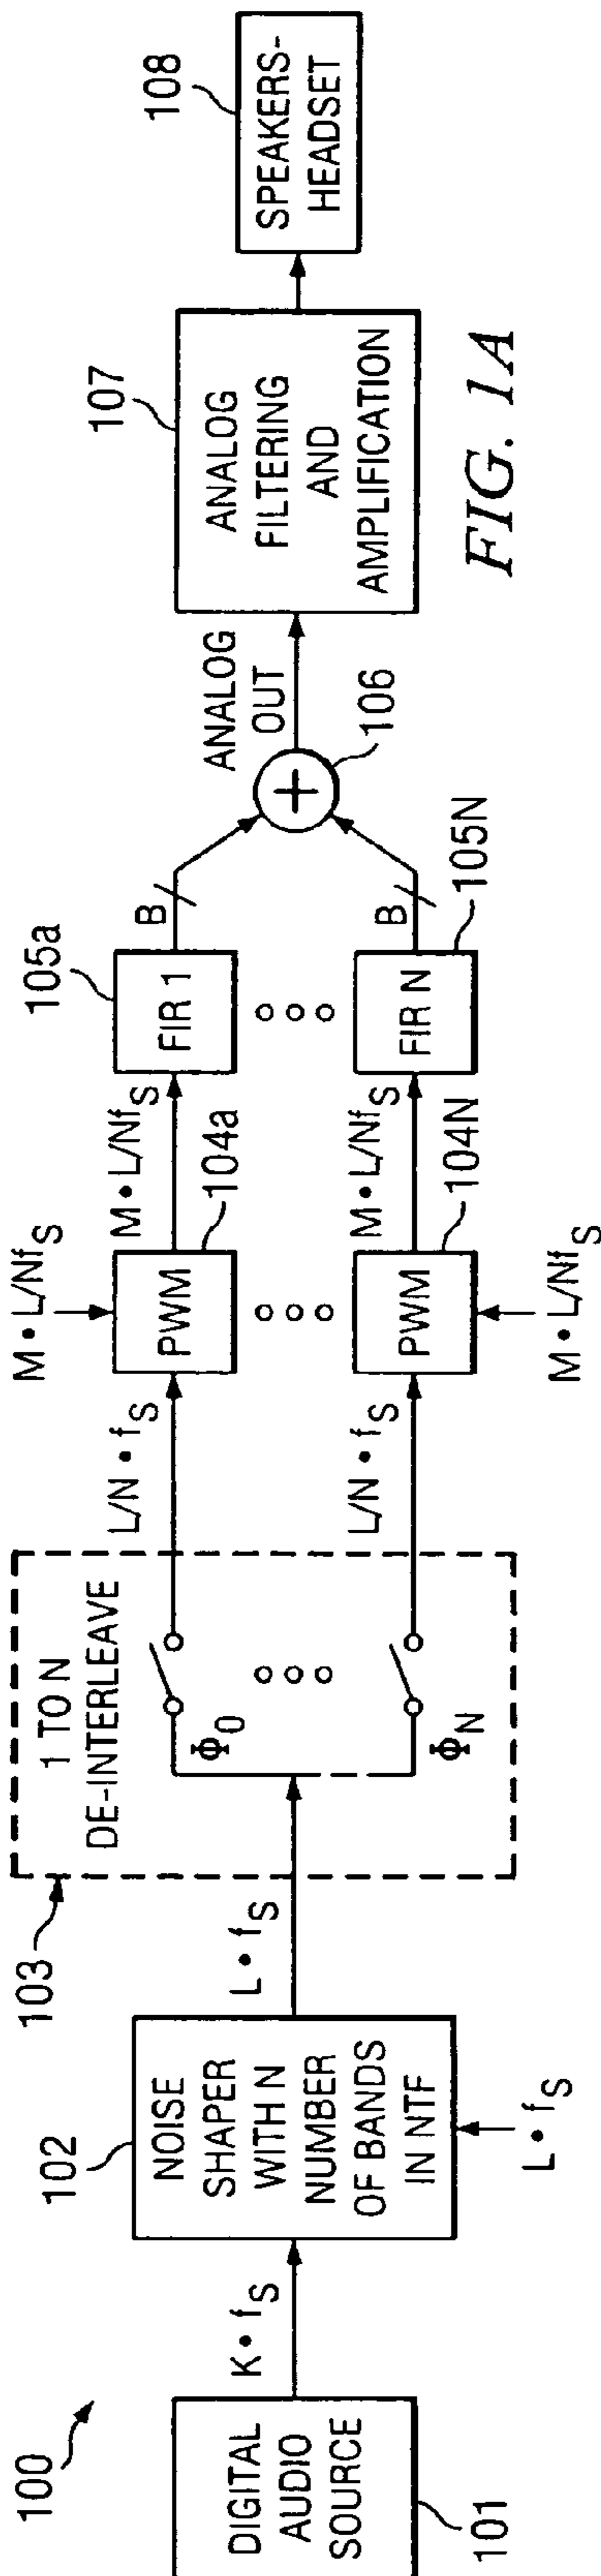 100
DIGITAL
AUDIO
SOURCE
101
K • fS
102
NOISE
SHAPER
WITH N
NUMBER
OF BANDS
IN NTF
L • fS
L • fS
103
1 TO N
DE-INTERLEAVE
Φ0
ΦN
L/N • fS
L/N • fS
M • L/NfS
PWM
104a
PWM
104N
M • L/NfS
M • L/NfS
M • L/NfS
105a
FIR 1
FIR N
105N
B
B
106
ANALOG
OUT
107
ANALOG
FILTERING
AND
AMPLIFICATION
108
SPEAKERS-
HEADSET
FIG. 1A